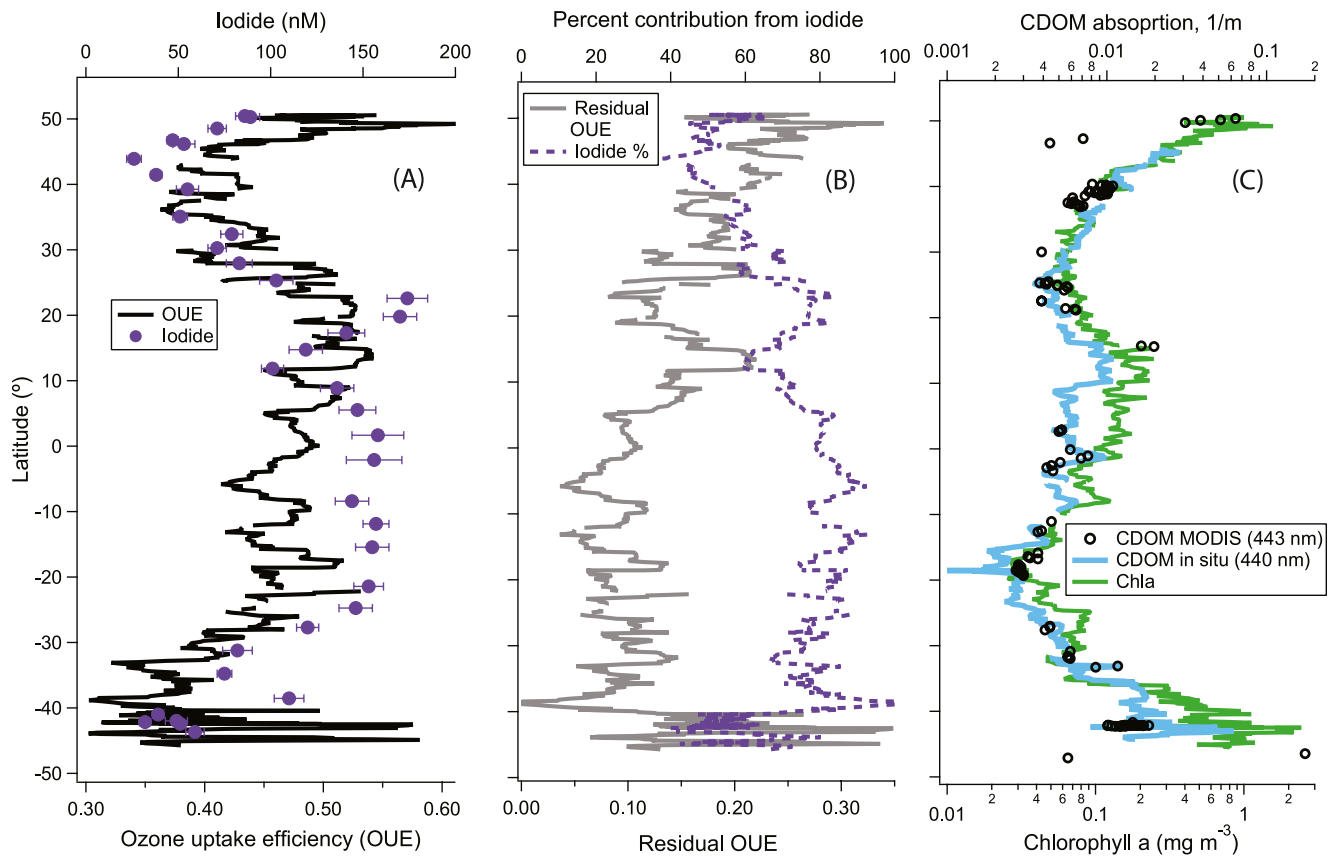 Iodide (nM)
0 50 100 150 200
Percent contribution from iodide
0 20 40 60 80 100
CDOM absoprtion, 1/m
0.001 0.01 0.1
2 4 6 8 2 4 6 8 2
50
40
30
20
10
0
-10
-20
-30
-40
-50
Latitude (º)
(A)
OUE
Iodide
0.30 0.40 0.50 0.60
Ozone uptake efficiency (OUE)
Residual
OUE
Iodide %
(B)
0.00 0.10 0.20 0.30
Residual OUE
(C)
CDOM MODIS (443 nm)
CDOM in situ (440 nm)
Chla
2 4 6 8 2 4 6 8 2
0.01 0.1 1
Chlorophyll a (mg m-3)